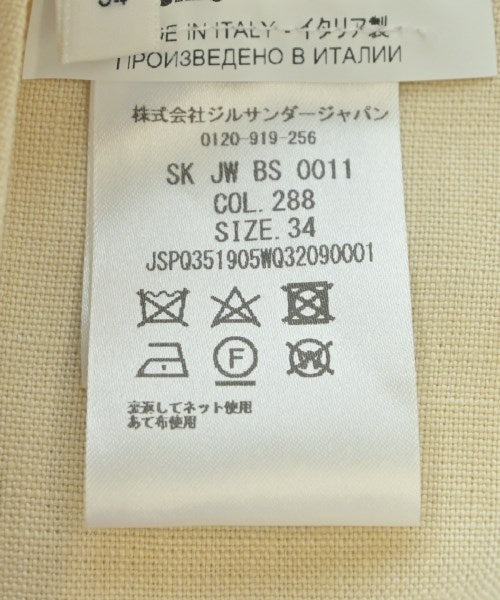 34
IN ITALY - イタリア製
ПРОИЗВЕДЕНО В ИТАЛИИ
株式会社ジルサンダージャパン
0120-919-256
SK JW BS 0011
COL. 288
SIZE. 34
JSPQ351905WQ32090001
F W
裏返してネット使用
あて布使用